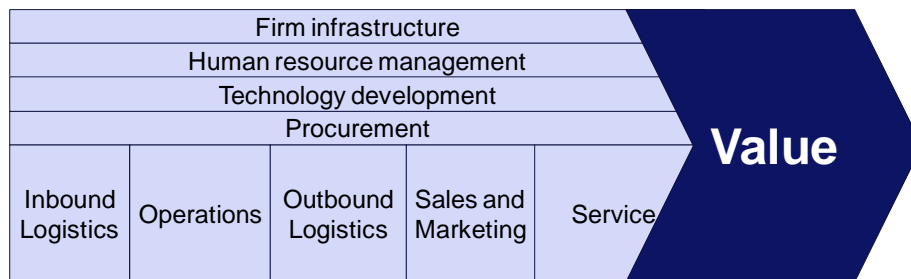 Firm infrastructure
Human resource management
Technology development
Procurement
Value
Inbound
Logistics
Operations
Outbound
Logistics
Sales and
Marketing
Service